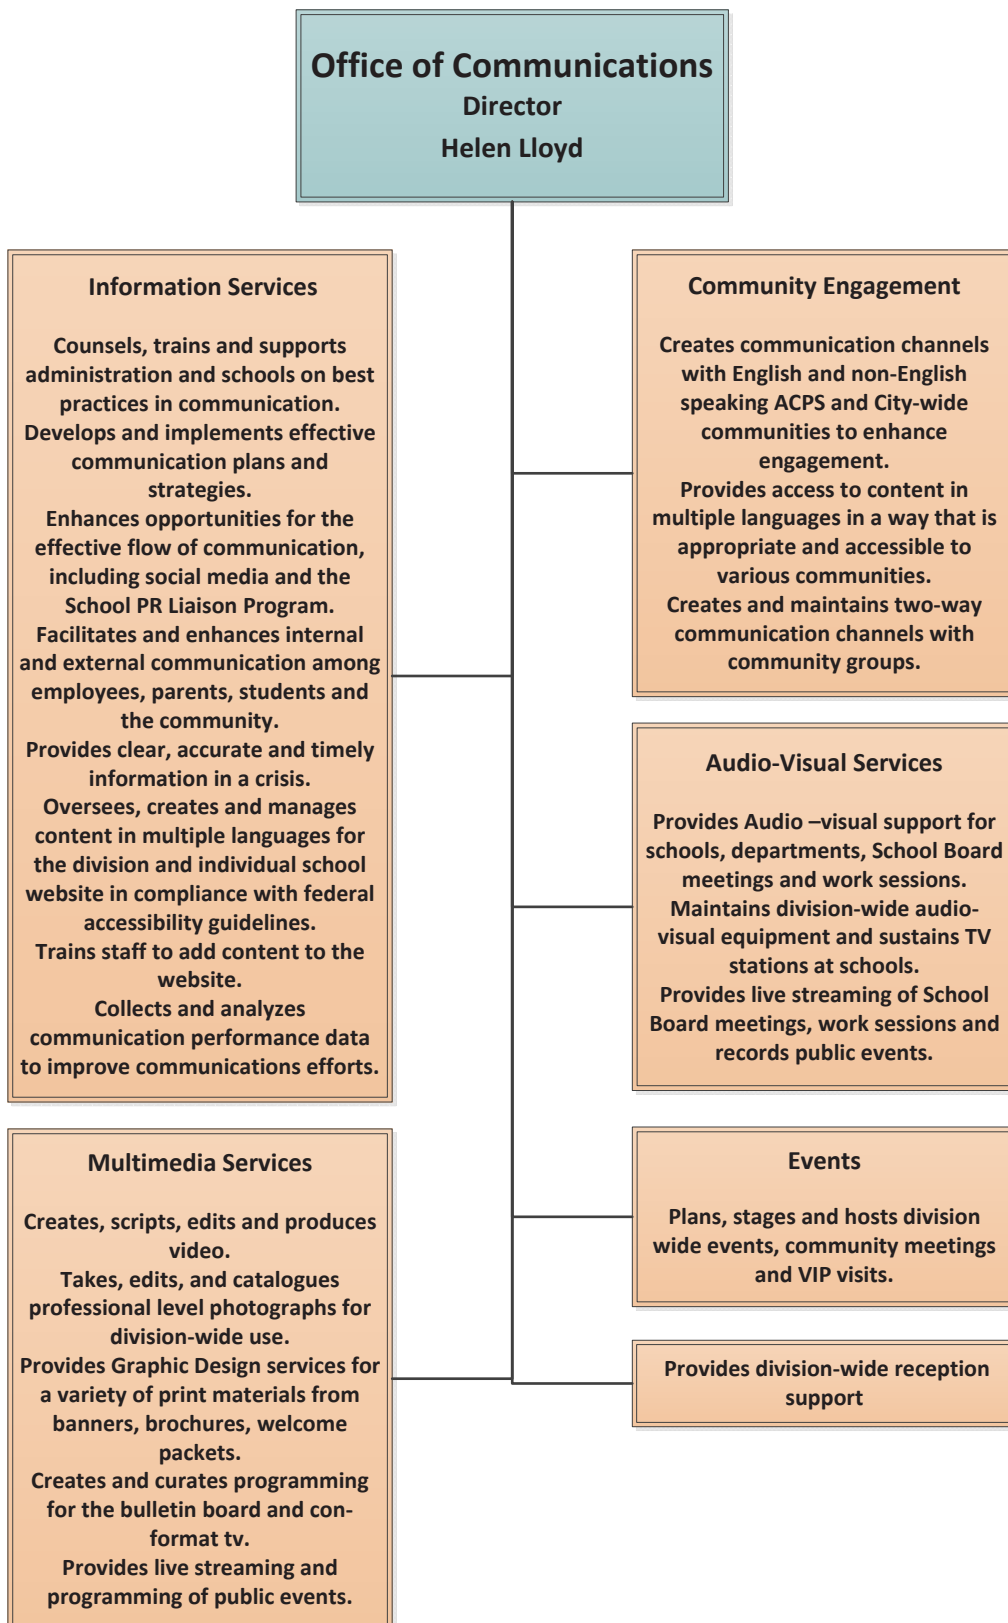 Office of Communications
Director
Helen Lloyd
Information Services
Counsels, trains and supports
administration and schools on best
practices in communication.
Develops and implements effective
communication plans and
strategies.
Enhances opportunities for the
effective flow of communication,
including social media and the
School PR Liaison Program.
Facilitates and enhances internal
and external communication among
employees, parents, students and
the community.
Provides clear, accurate and timely
information in a crisis.
Oversees, creates and manages
content in multiple languages for
the division and individual school
website in compliance with federal
accessibility guidelines.
Trains staff to add content to the
website.
Collects and analyzes
communication performance data
to improve communications efforts.
Multimedia Services
Creates, scripts, edits and produces
video.
Takes, edits, and catalogues
professional level photographs for
division-wide use.
Provides Graphic Design services for
a variety of print materials from
banners, brochures, welcome
packets.
Creates and curates programming
for the bulletin board and con-
format tv.
Provides live streaming and
programming of public events.
Community Engagement
Creates communication channels
with English and non-English
speaking ACPS and City-wide
communities to enhance
engagement.
Provides access to content in
multiple languages in a way that is
appropriate and accessible to
various communities.
Creates and maintains two-way
communication channels with
community groups.
Audio-Visual Services
Provides Audio –visual support for
schools, departments, School Board
meetings and work sessions.
Maintains division-wide audio-
visual equipment and sustains TV
stations at schools.
Provides live streaming of School
Board meetings, work sessions and
records public events.
Events
Plans, stages and hosts division
wide events, community meetings
and VIP visits.
Provides division-wide reception
support